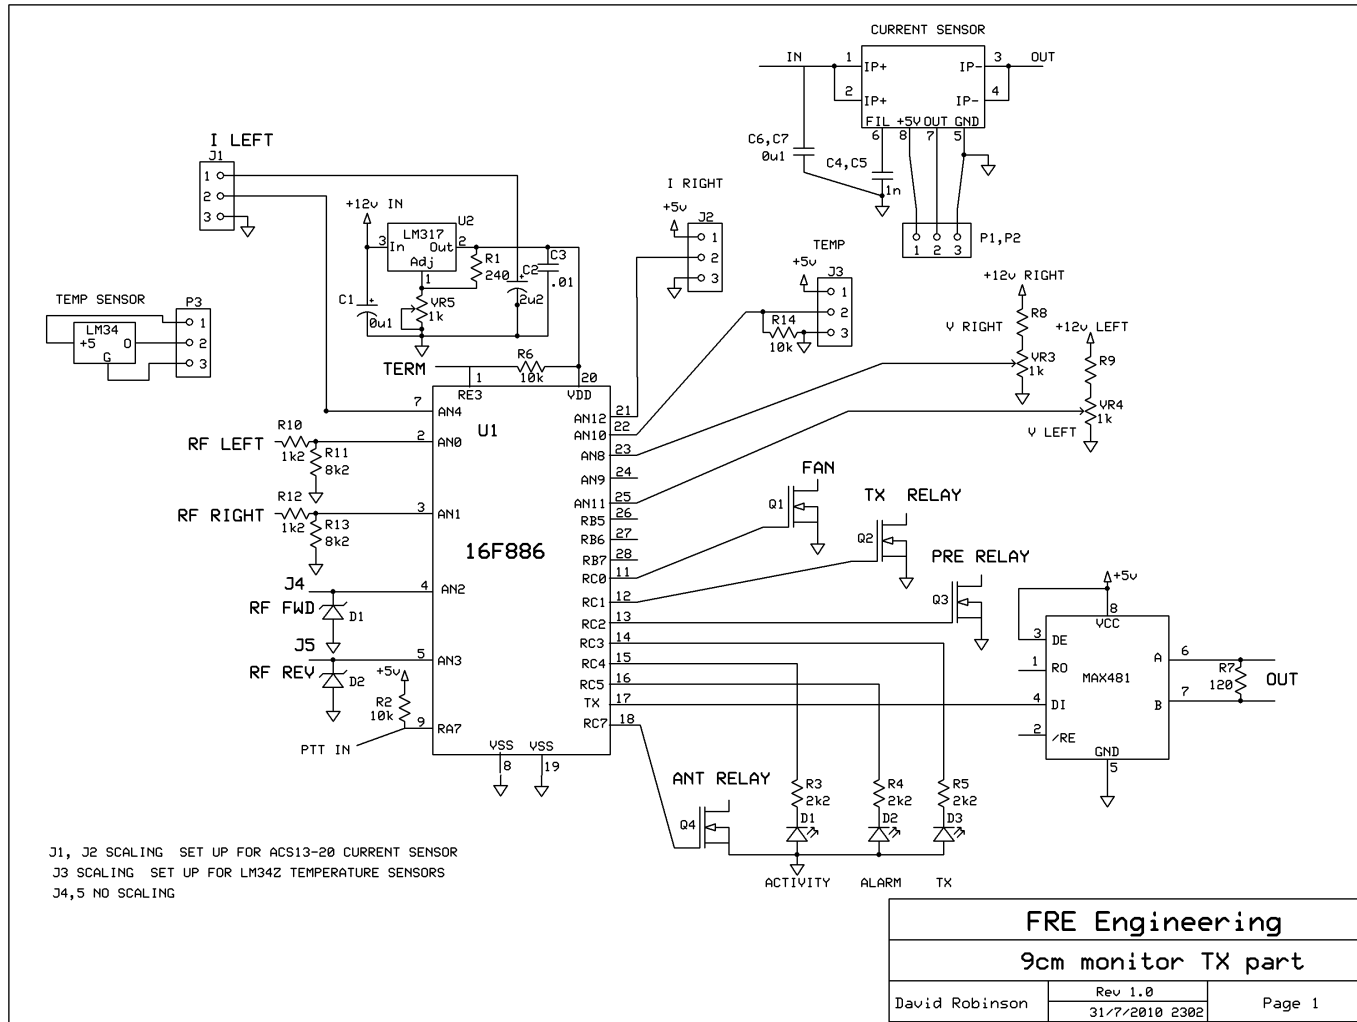 CURRENT SENSOR
IN
1
IP+
IP-
3
OUT
2
IP+
IP-
4
FIL
+5V
OUT
GND
6
8
7
5
C6,C7
0u1
C4,C5
1n
P1,P2
1
2
3
I LEFT
J1
1
2
3
+12v IN
U2
LM317
3
In
Out
2
Adj
1
R1
240
C2
2u2
C3
.01
C1
0u1
VR5
1k
I RIGHT
+5v
J2
1
2
3
TEMP
+5v
J3
1
2
3
R14
10k
+12v RIGHT
R8
V RIGHT
VR3
1k
+12v LEFT
R9
VR4
1k
V LEFT
TEMP SENSOR
P3
LM34
+5
O
G
1
2
3
TERM
R6
10k
1
RE3
20
VDD
U1
16F886
7
AN4
2
AN0
3
AN1
4
AN2
5
AN3
9
RA7
VSS
VSS
8
19
AN12
21
AN10
22
AN8
23
AN9
24
AN11
25
RB5
26
RB6
27
RB7
28
RC0
11
RC1
12
RC2
13
RC3
14
RC4
15
RC5
16
TX
17
RC7
18
R10
RF LEFT
1k2
R11
8k2
R12
RF RIGHT
1k2
R13
8k2
J4
RF FWD
D1
J5
RF REV
D2
+5v
R2
10k
PTT IN
FAN
Q1
TX RELAY
Q2
PRE RELAY
Q3
ANT RELAY
Q4
+5v
8
VCC
3
DE
1
RO
4
DI
2
/RE
MAX481
A
6
B
7
GND
5
R7
120
OUT
R3
2k2
D1
R4
2k2
D2
R5
2k2
D3
ACTIVITY
ALARM
TX
J1, J2 SCALING SET UP FOR ACS13-20 CURRENT SENSOR
J3 SCALING SET UP FOR LM34Z TEMPERATURE SENSORS
J4,5 NO SCALING
FRE Engineering
9cm monitor TX part
David Robinson
Rev 1.0
31/7/2010 2302
Page 1